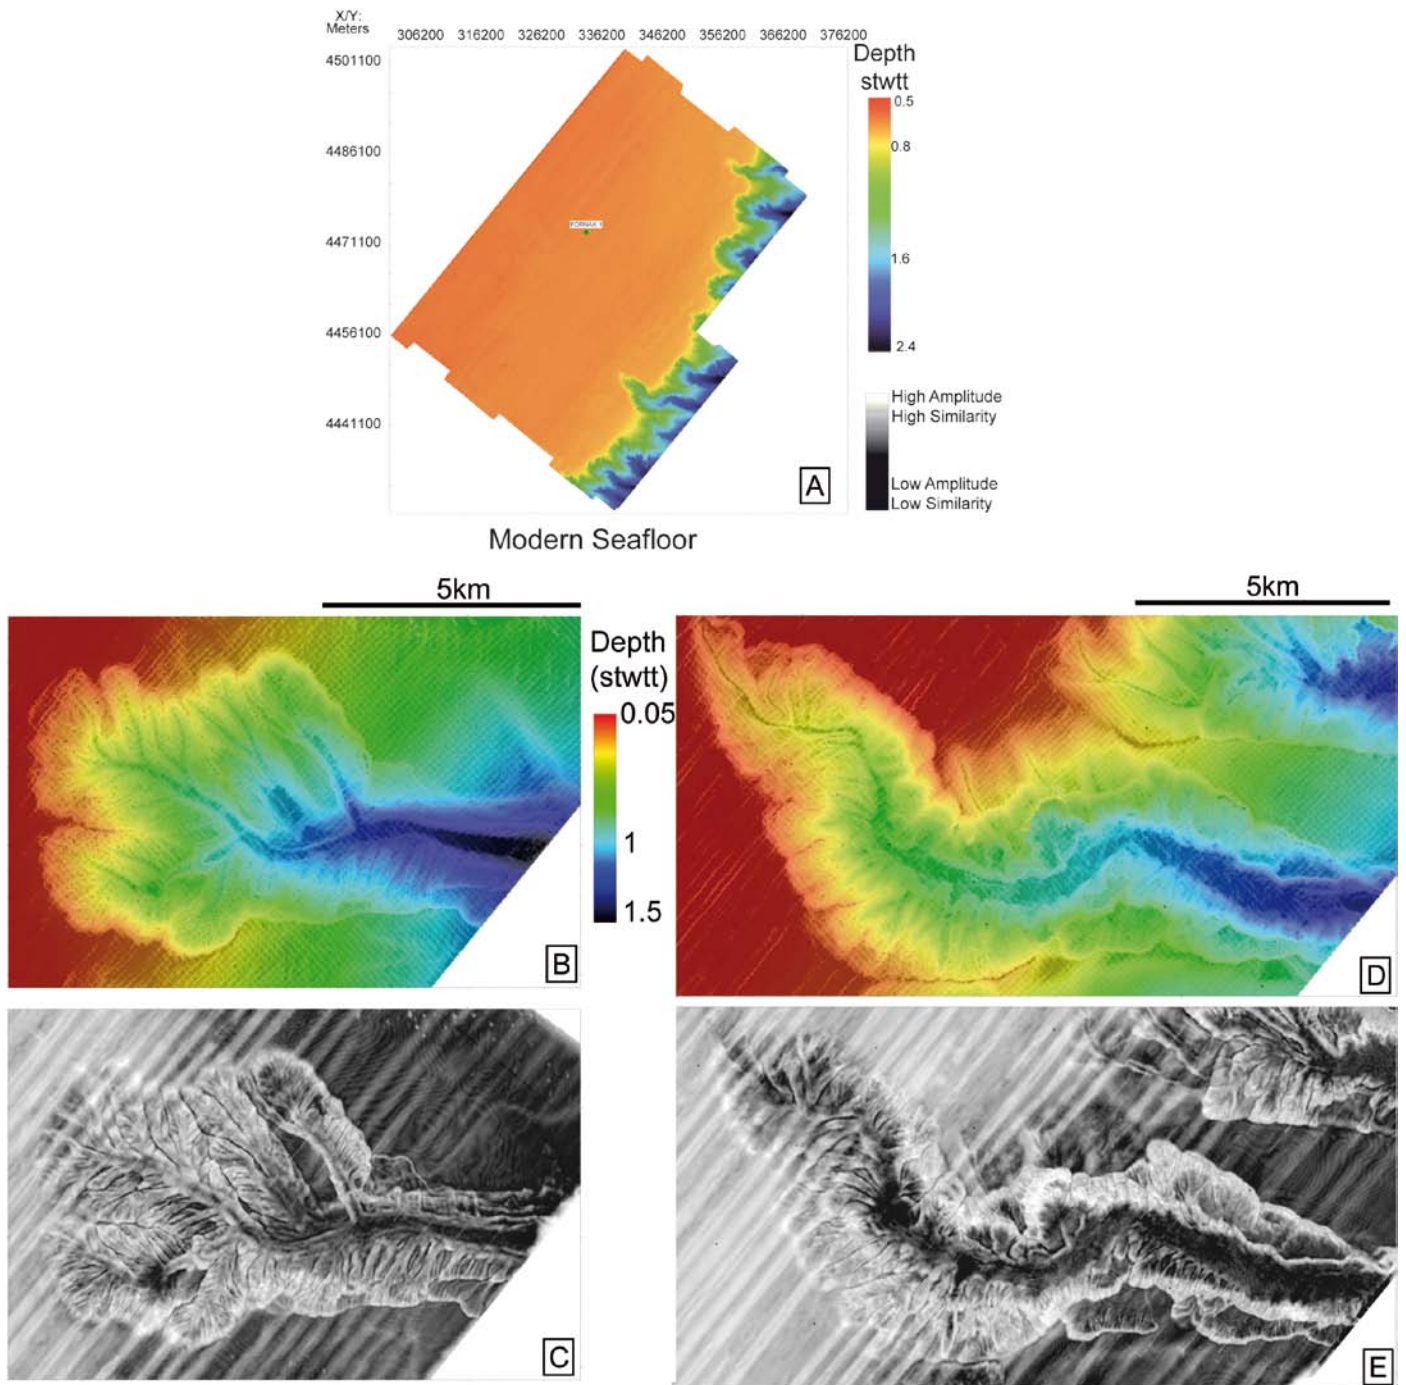 X/Y:
Meters
306200 316200 326200 336200 346200 356200 366200 376200
4501100
4486100
4471100
4456100
4441100
FORNAX 1
Depth
stwtt
0.5
0.8
1.6
2.4
High Amplitude
High Similarity
Low Amplitude
Low Similarity
A
Modern Seafloor
5km
5km
Depth
(stwtt)
0.05
1
1.5
B
D
C
E